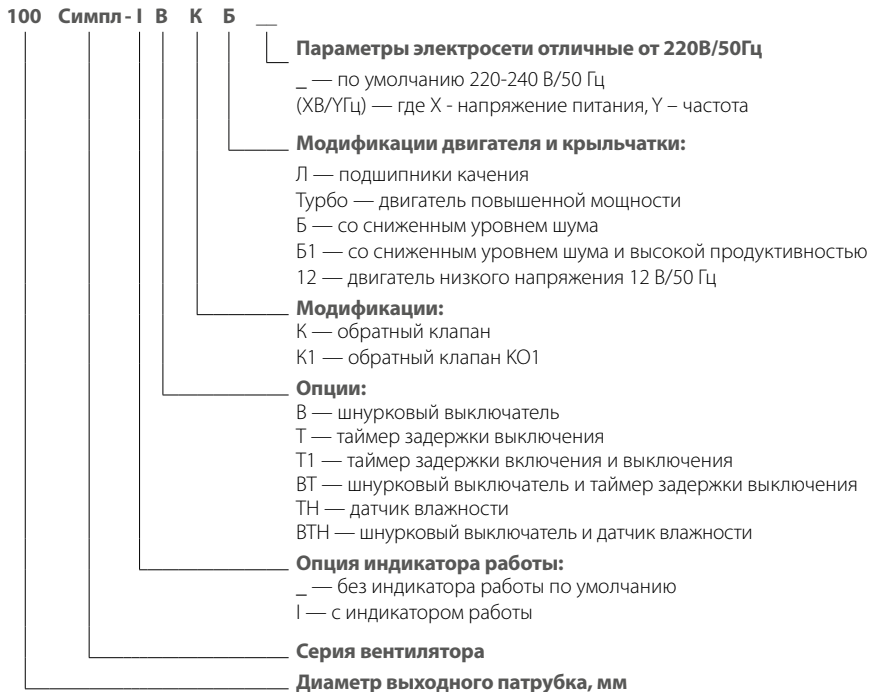 100 Симпл - I В К Б __
Параметры электросети отличные от 220В/50Гц
_ — по умолчанию 220-240 В/50 Гц
(ХВ/YГц) — где X - напряжение питания, Y – частота
Модификации двигателя и крыльчатки:
Л — подшипники качения
Турбо — двигатель повышенной мощности
Б — со сниженным уровнем шума
Б1 — со сниженным уровнем шума и высокой продуктивностью
12 — двигатель низкого напряжения 12 В/50 Гц
Модификации:
К — обратный клапан
К1 — обратный клапан КО1
Опции:
В — шнурковый выключатель
Т — таймер задержки выключения
Т1 — таймер задержки включения и выключения
ВТ — шнурковый выключатель и таймер задержки выключения
ТН — датчик влажности
ВТН — шнурковый выключатель и датчик влажности
Опция индикатора работы:
_ — без индикатора работы по умолчанию
I — с индикатором работы
Серия вентилятора
Диаметр выходного патрубка, мм